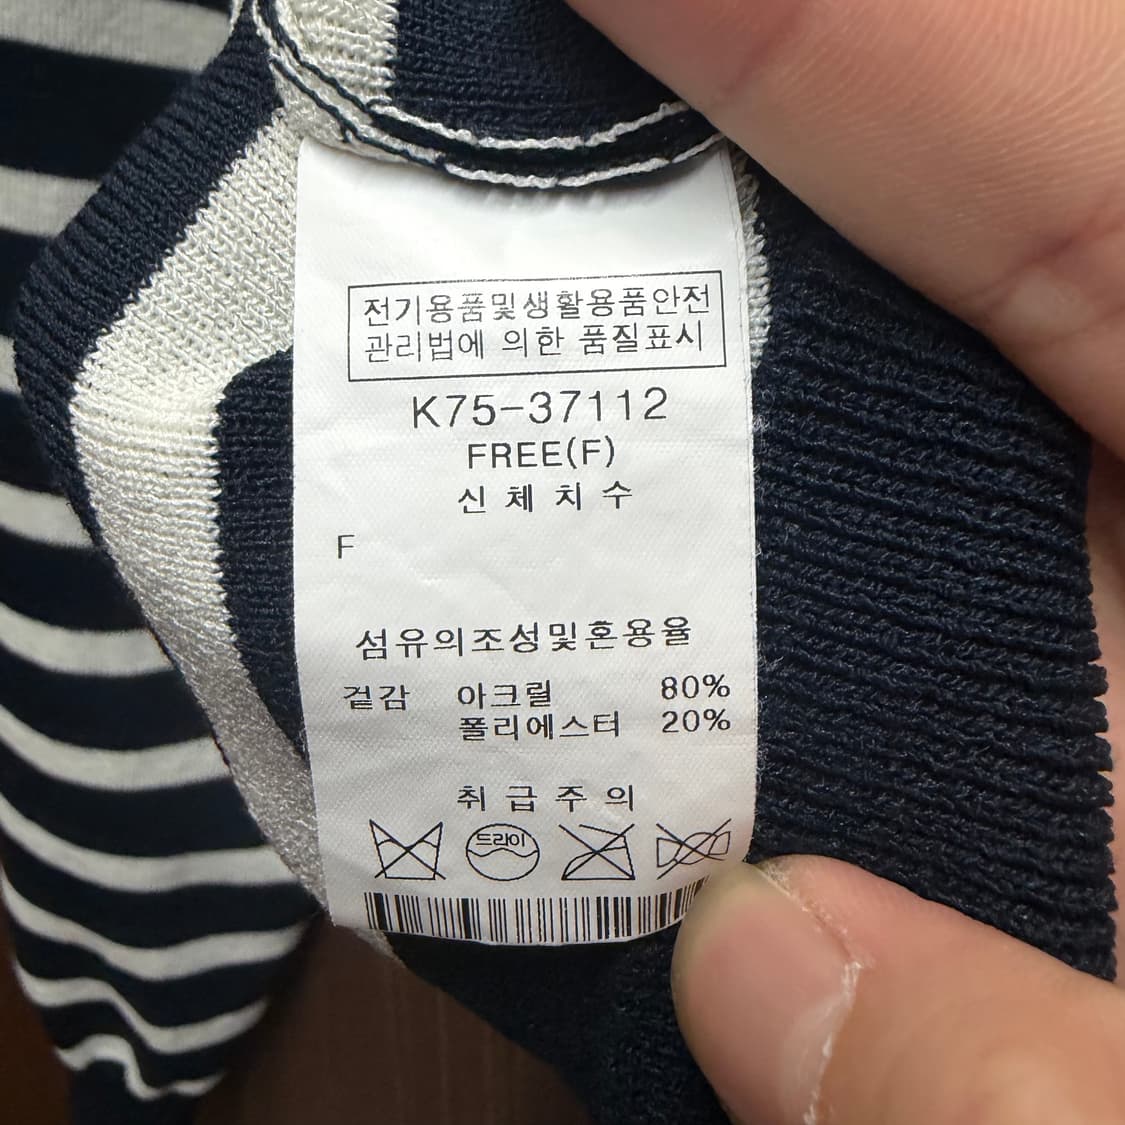 전기용품및생활용품안전
관리법에 의한 품질표시
K75-37112
FREE(F)
신체치수
F
섬유의조성및혼용율
겉감 아크릴 80%
폴리에스터 20%
취급주의
드라이